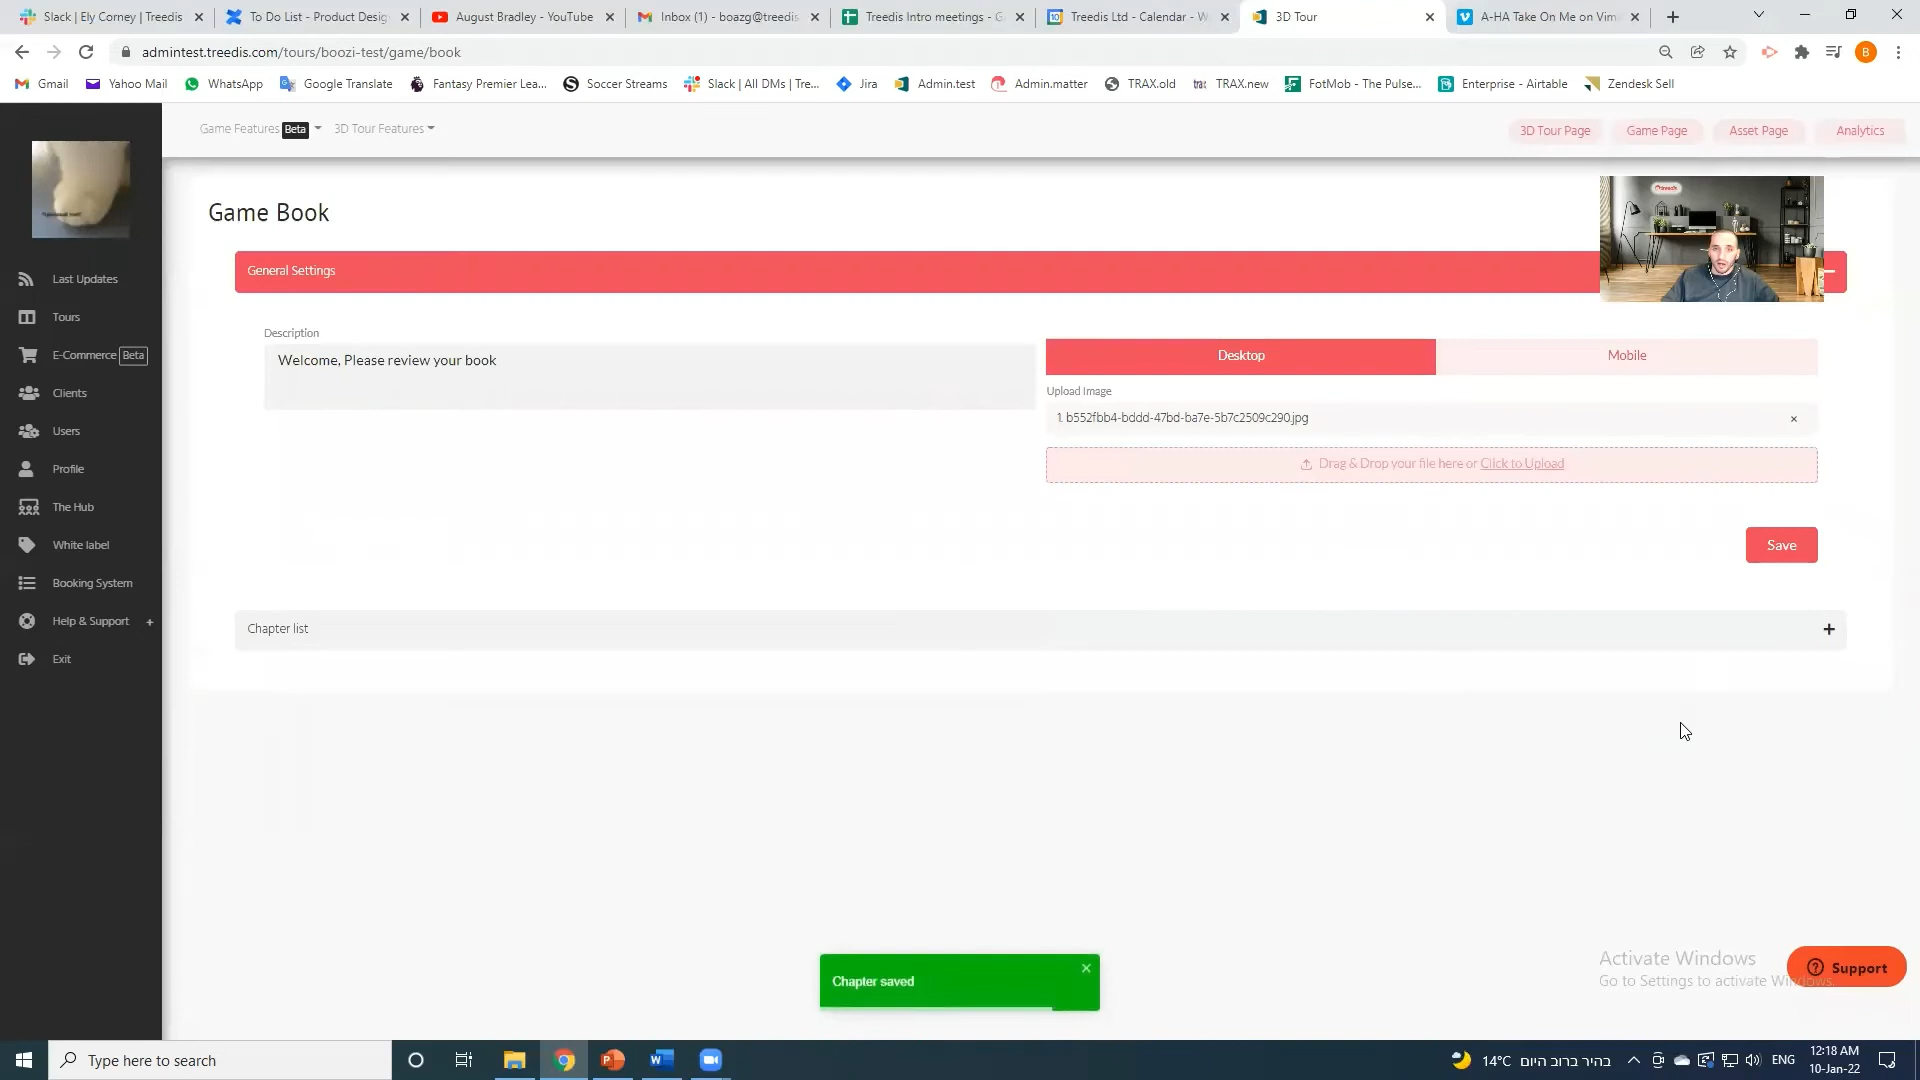 Slack | Ely Corney | Treedis
To Do List - Product Desig
August Bradley - YouTube
Inbox (1) - boazg@treedis
Treedis Intro meetings - G
Treedis Ltd - Calendar - W
3D Tour
A-HA Take On Me on Vim
admintest.treedis.com/tours/boozi-test/game/book
B
Gmail
Yahoo Mail
WhatsApp
Google Translate
Fantasy Premier Lea...
Soccer Streams
Slack | All DMs | Tre...
Jira
Admin.test
Admin.matter
TRAX.old
TRAX.new
FotMob - The Pulse...
Enterprise - Airtable
Zendesk Sell
Game Features Beta
3D Tour Features
3D Tour Page
Game Page
Asset Page
Analytics
Last Updates
Tours
E-Commerce Beta
Clients
Users
Profile
The Hub
White label
Booking System
Help & Support +
Exit
Game Book
General Settings
Description
Welcome, Please review your book
Desktop
Mobile
Upload Image
1. b552fbb4-bddd-47bd-ba7e-5b7c2509c290.jpg
Drag & Drop your file here or Click to Upload
Save
Chapter list
Chapter saved
Activate Windows
Go to Settings to activate Windows.
Support
Type here to search
14°C בהיר ברוב היום
ENG
12:18 AM
10-Jan-22